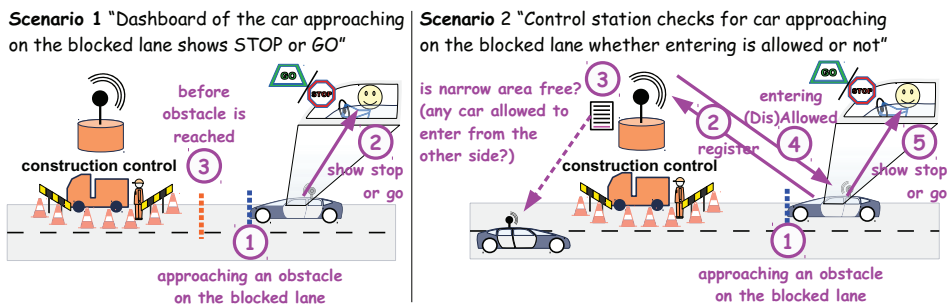 Scenario 1 “Dashboard of the car approaching
on the blocked lane shows STOP or GO”
GO
STOP
before
obstacle is
reached
3
2
construction control
show stop
or go
1
approaching an obstacle
on the blocked lane
Scenario 2 “Control station checks for car approaching
on the blocked lane whether entering is allowed or not”
is narrow area free?
(any car allowed to
enter from the
other side?)
3
GO
STOP
entering
(Dis)Allowed
2
register
4
5
construction control
show stop
or go
1
approaching an obstacle
on the blocked lane